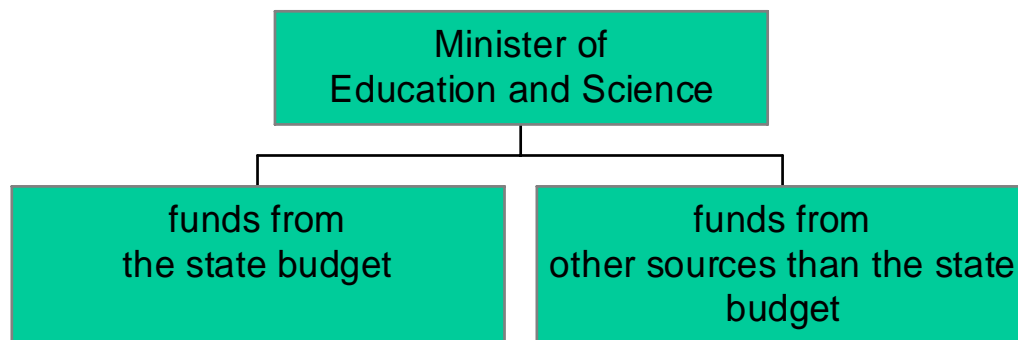 Minister of
Education and Science
funds from
the state budget
funds from
other sources than the state
budget